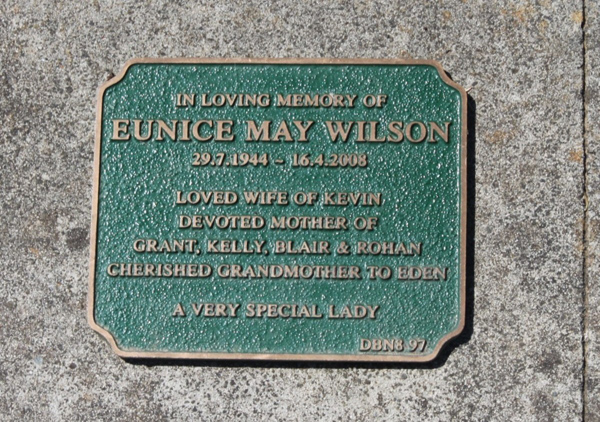 IN LOVING MEMORY OF
EUNICE MAY WILSON
29.7.1944 - 16.4.2008
LOVED WIFE OF KEVIN
DEVOTED MOTHER OF
GRANT, KELLY, BLAIR & ROHAN
CHERISHED GRANDMOTHER TO EDEN
A VERY SPECIAL LADY
DBN8 97